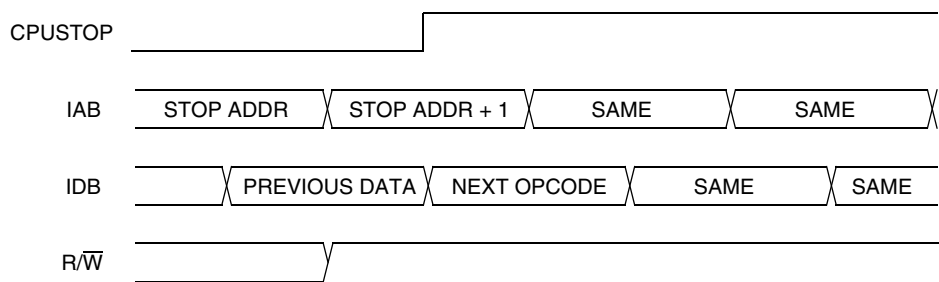 CPUSTOP
IAB STOP ADDR STOP ADDR + 1 SAME SAME
IDB PREVIOUS DATA NEXT OPCODE SAME SAME
R/W̅